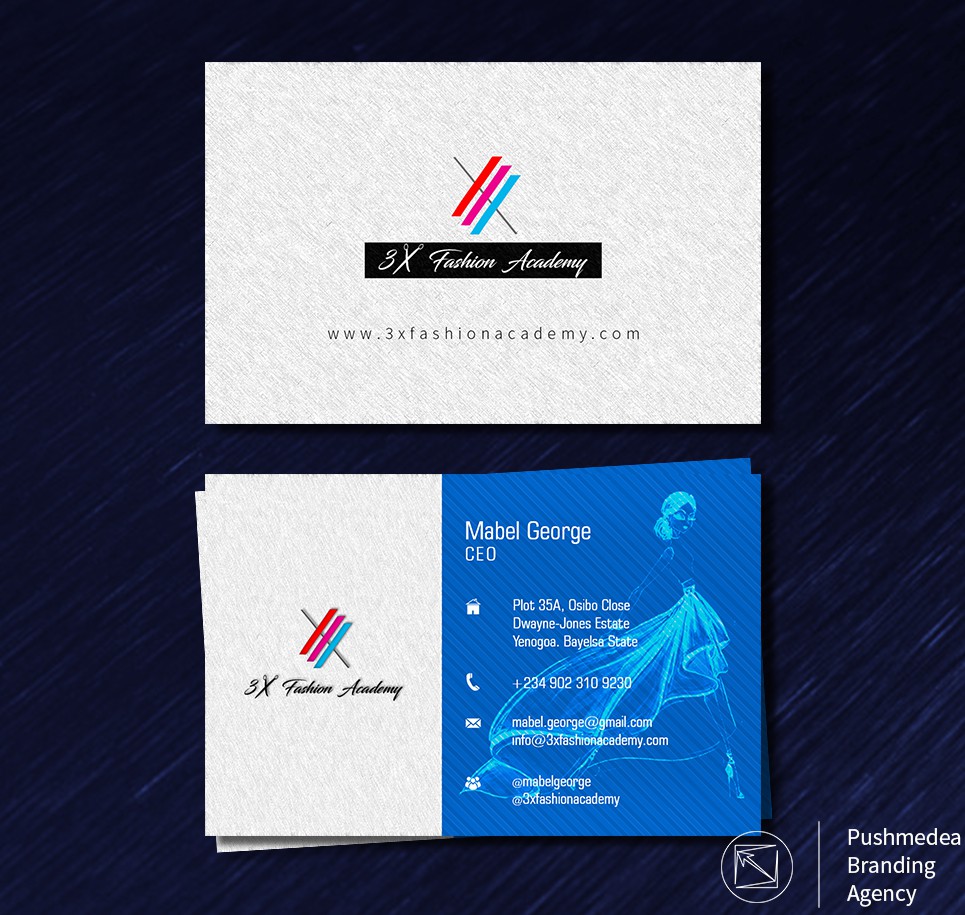 3X Fashion Academy
www.3xfashionacademy.com
3X Fashion Academy
Mabel George
CEO
Plot 35A, Osibo Close
Dwayne-Jones Estate
Yenogoa. Bayelsa State
+234 902 310 9230
mabel.george@gmail.com
info@3xfashionacademy.com
@mabelgeorge
@3xfashionacademy
Pushmedea
Branding
Agency